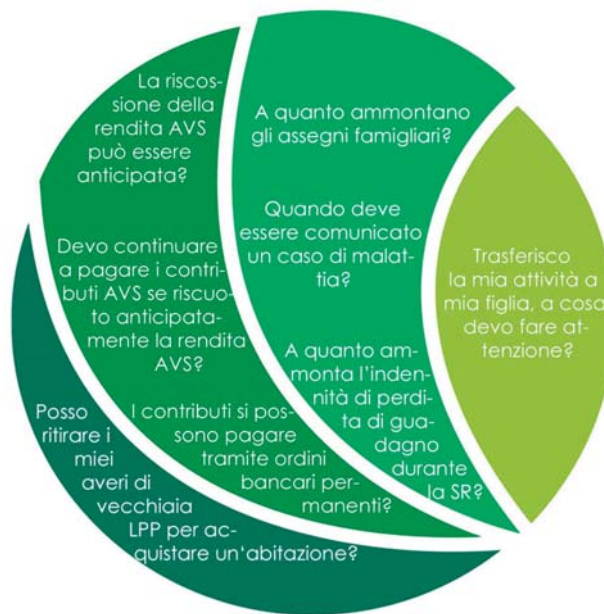 La riscos-
sione della
rendita AVS
può essere
anticipata?
Devo continuare
a pagare i contri-
buti AVS se riscuo-
to anticipata-
mente la rendita
AVS?
I contributi si pos-
sono pagare
tramite ordini
bancari per-
manenti?
Posso
ritirare i
miei
averi di
vecchiaia
LPP per ac-
quistare un'abitazione?
A quanto ammontano
gli assegni famigliari?
Quando deve
essere comunicato
un caso di malat-
tia?
A quanto am-
monta l'inden-
nità di perdi-
ta di gua-
dagno
durante
la SR?
Trasferisco
la mia attività a
mia figlia, a cosa
devo fare at-
tenzione?